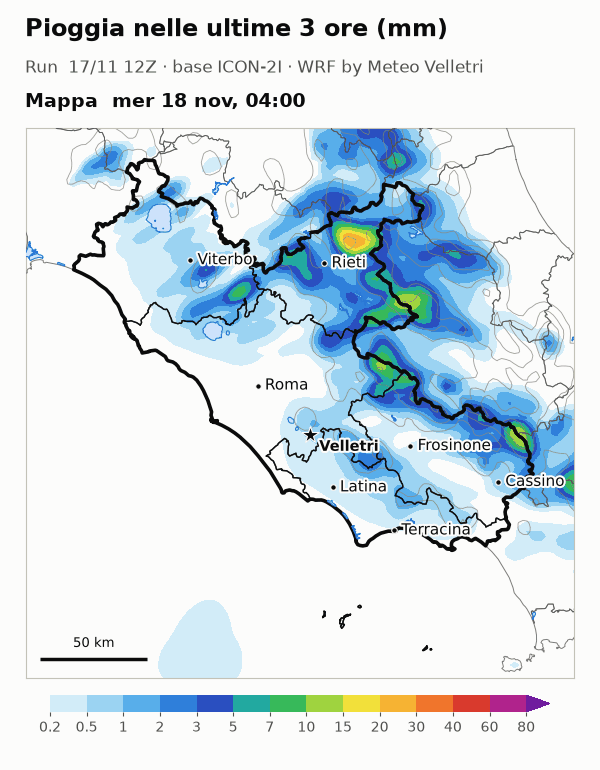 Pioggia nelle ultime 3 ore (mm)
Run  17/11 12Z · base ICON-2I · WRF by Meteo Velletri
Mappa  mer 18 nov, 04:00
Viterbo
Rieti
Roma
Velletri
Frosinone
Cassino
Latina
Terracina
50 km
0.2 0.5 1 2 3 5 7 10 15 20 30 40 60 80